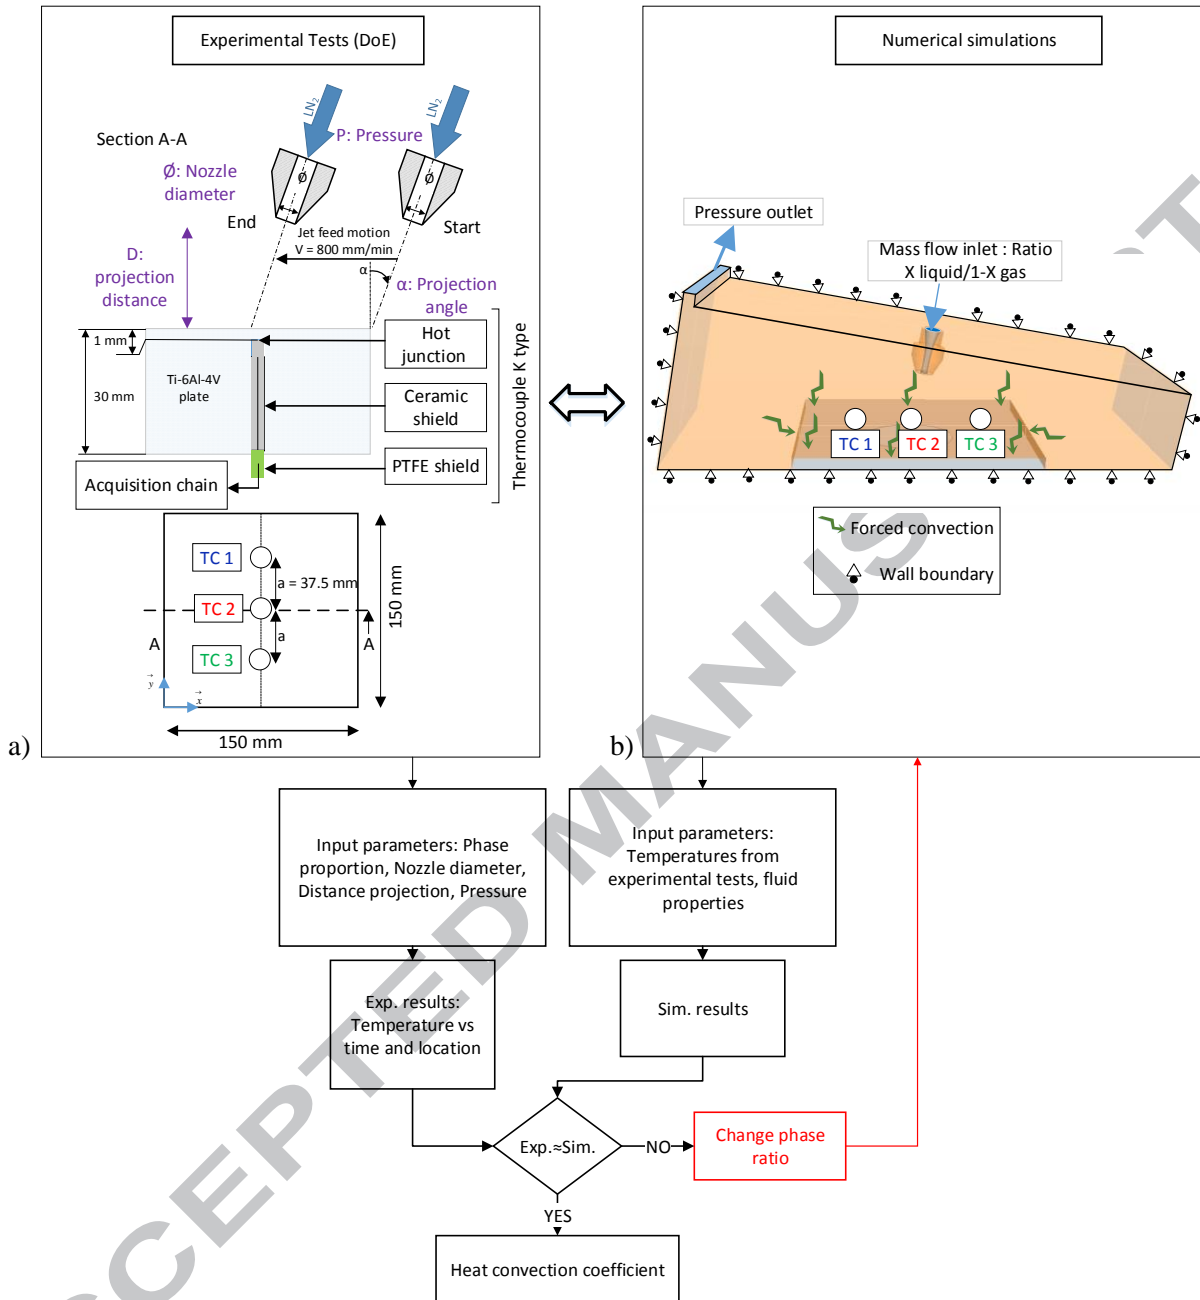 Experimental Tests (DoE)
Numerical simulations
LN2
LN2
P: Pressure
Section A-A
Ø: Nozzle
diameter
Φ
Φ
End
Start
Jet feed motion
V = 800 mm/min
D:
projection
distance
α
α: Projection
angle
1 mm
30 mm
Ti-6Al-4V
plate
Hot
junction
Ceramic
shield
PTFE shield
Acquisition chain
Thermocouple K type
TC 1
TC 2
TC 3
a = 37.5 mm
a
A
A
150 mm
y
x
150 mm
a)
Pressure outlet
Mass flow inlet : Ratio
X liquid/1-X gas
TC 1
TC 2
TC 3
Forced convection
Wall boundary
b)
Input parameters: Phase
proportion, Nozzle diameter,
Distance projection, Pressure
Input parameters:
Temperatures from
experimental tests, fluid
properties
Exp. results:
Temperature vs
time and location
Sim. results
Exp.≈Sim.
NO
Change phase
ratio
YES
Heat convection coefficient
CCEPTED MANUSCRIPT